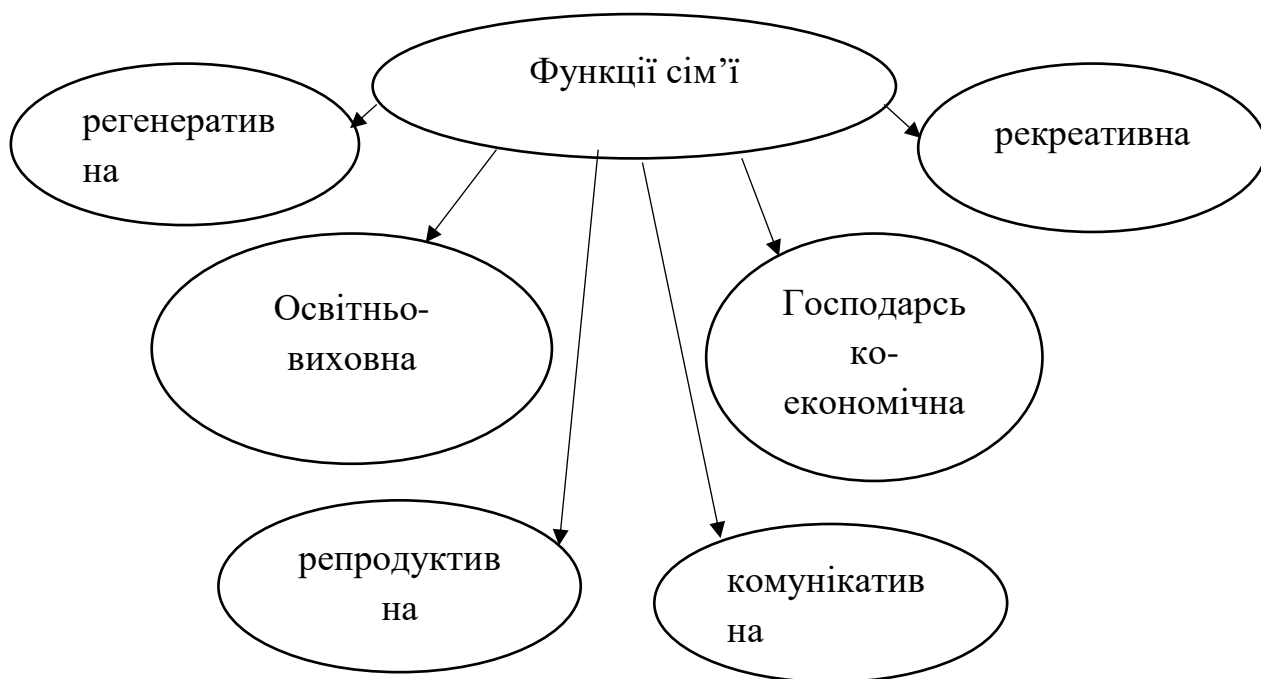 Функції сім’ї
регенератив
на
рекреативна
Освітньо-
виховна
Господарсь
ко-
економічна
репродуктив
на
комунікатив
на